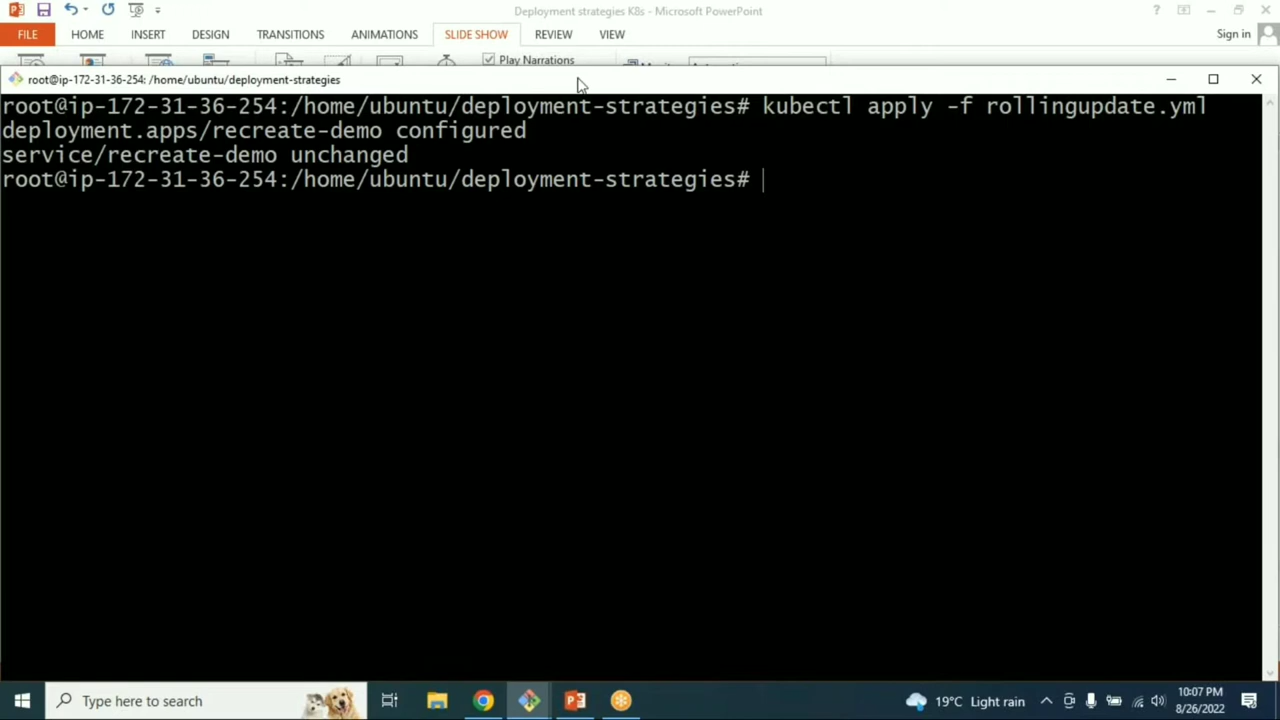 Deployment strategies K8s - Microsoft PowerPoint
FILE HOME INSERT DESIGN TRANSITIONS ANIMATIONS SLIDE SHOW REVIEW VIEW Sign in
Play Narrations
root@ip-172-31-36-254: /home/ubuntu/deployment-strategies
root@ip-172-31-36-254:/home/ubuntu/deployment-strategies# kubectl apply -f rollingupdate.yml
deployment.apps/recreate-demo configured
service/recreate-demo unchanged
root@ip-172-31-36-254:/home/ubuntu/deployment-strategies#
Type here to search
19°C Light rain
10:07 PM
8/26/2022